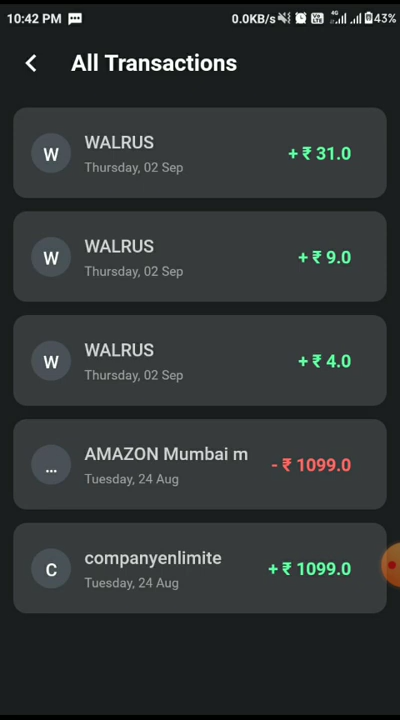 10:42 PM 0.0KB/s 43%
All Transactions
W WALRUS + ₹ 31.0
Thursday, 02 Sep
W WALRUS + ₹ 9.0
Thursday, 02 Sep
W WALRUS + ₹ 4.0
Thursday, 02 Sep
... AMAZON Mumbai m - ₹ 1099.0
Tuesday, 24 Aug
C companyenlimite + ₹ 1099.0
Tuesday, 24 Aug